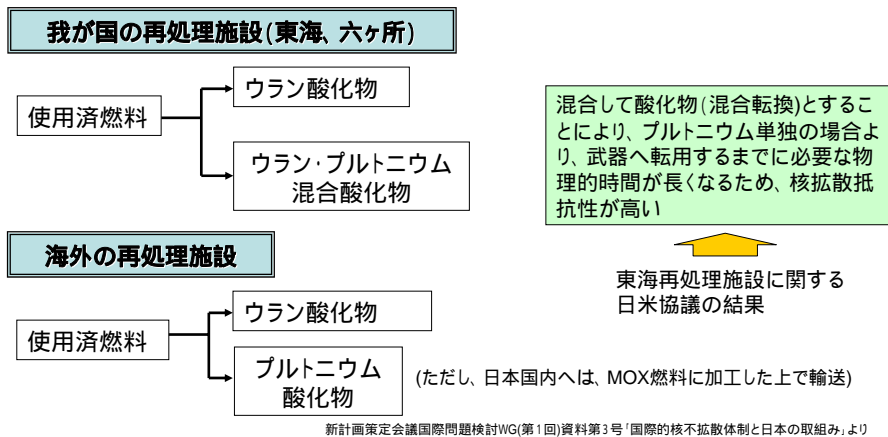 我が国の再処理施設(東海、六ヶ所)
ウラン酸化物
使用済燃料
ウラン・プルトニウム
混合酸化物
混合して酸化物(混合転換)とするこ
とにより、プルトニウム単独の場合よ
り、武器へ転用するまでに必要な物
理的時間が長くなるため、核拡散抵
抗性が高い
東海再処理施設に関する
日米協議の結果
海外の再処理施設
ウラン酸化物
使用済燃料
プルトニウム
酸化物
(ただし、日本国内へは、MOX燃料に加工した上で輸送)
新計画策定会議国際問題検討WG(第1回)資料第3号「国際的核不拡散体制と日本の取組み」より